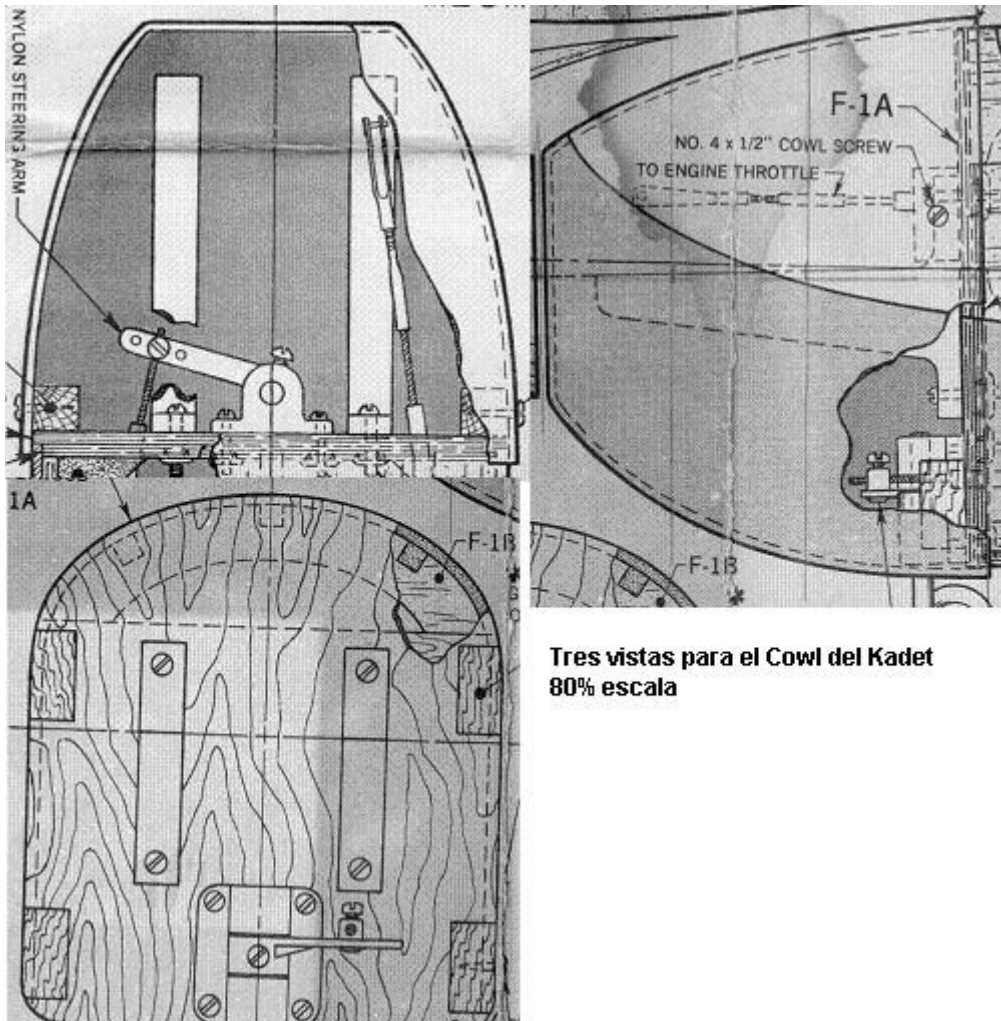 NYLON STEERING ARM
F-1A
NO. 4 x 1/2" COWL SCREW
TO ENGINE THROTTLE
1A
F-1B
F-1B
Tres vistas para el Cowl del Kadet
80% escala